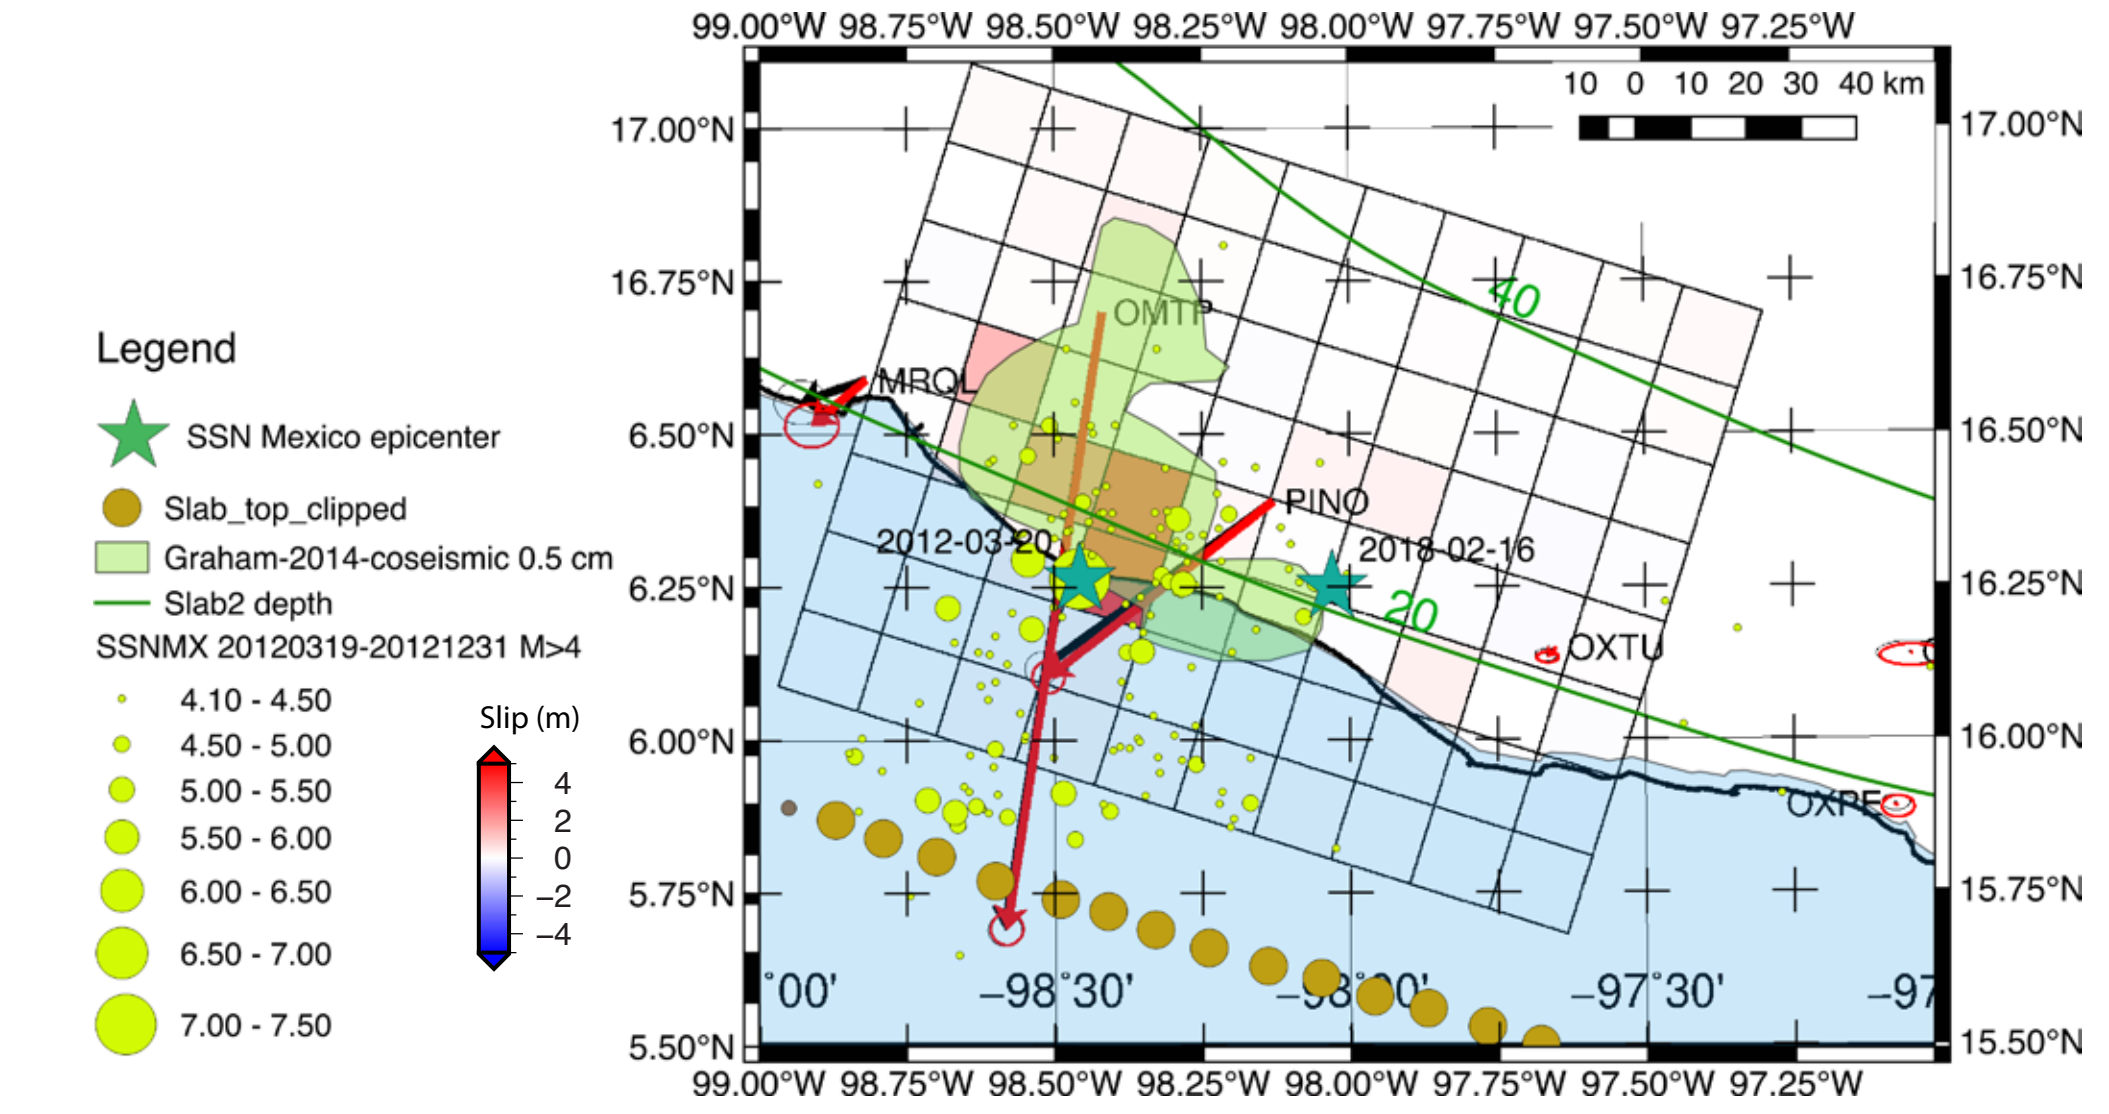 99.00°W 98.75°W 98.50°W 98.25°W 98.00°W 97.75°W 97.50°W 97.25°W
10 0 10 20 30 40 km
17.00°N
17.00°N
16.75°N
16.75°N
40
OMTP
Legend
MRQL
SSN Mexico epicenter
6.50°N
16.50°N
Slab_top_clipped
PINO
Graham-2014-coseismic 0.5 cm
2012-03-20
2018-02-16
6.25°N
16.25°N
Slab2 depth
20
SSNMX 20120319-20121231 M>4
OXTU
4.10 - 4.50
4.50 - 5.00
5.00 - 5.50
5.50 - 6.00
6.00 - 6.50
6.50 - 7.00
7.00 - 7.50
Slip (m)
4
2
0
−2
−4
6.00°N
16.00°N
OXPE
5.75°N
15.75°N
°00' −98°30' −98°00' −97°30' −97
5.50°N
15.50°N
99.00°W 98.75°W 98.50°W 98.25°W 98.00°W 97.75°W 97.50°W 97.25°W